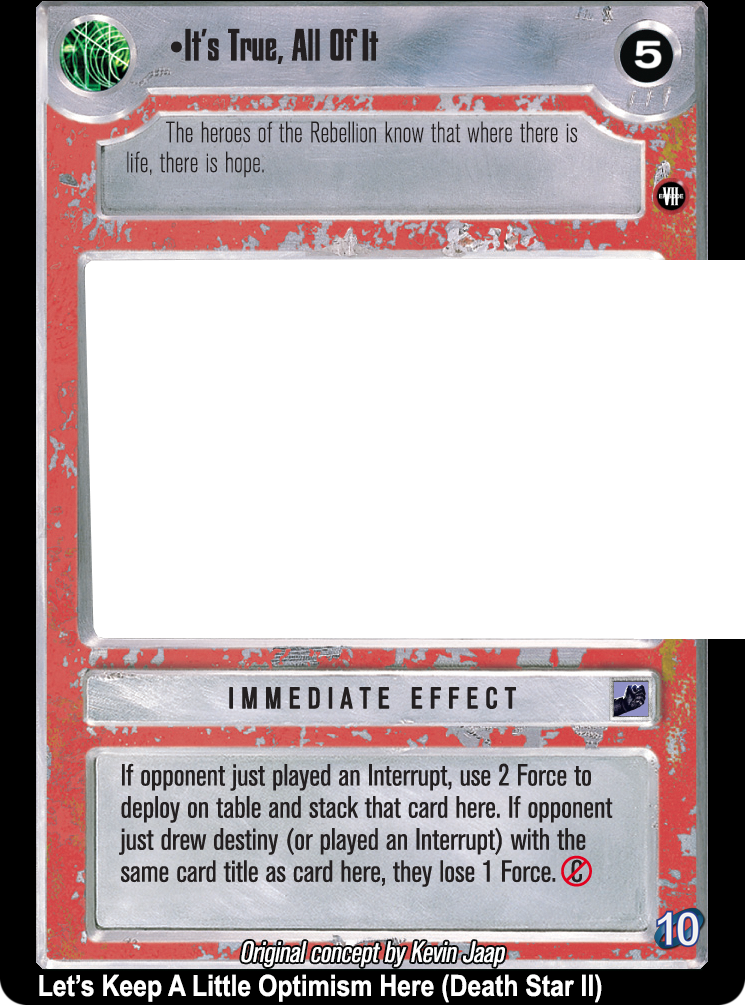 •It's True, All Of It
5
The heroes of the Rebellion know that where there is
life, there is hope.
EPISODE
VII
IMMEDIATE EFFECT
If opponent just played an Interrupt, use 2 Force to
deploy on table and stack that card here. If opponent
just drew destiny (or played an Interrupt) with the
same card title as card here, they lose 1 Force. C
10
Original concept by Kevin Jaap
Let's Keep A Little Optimism Here (Death Star II)